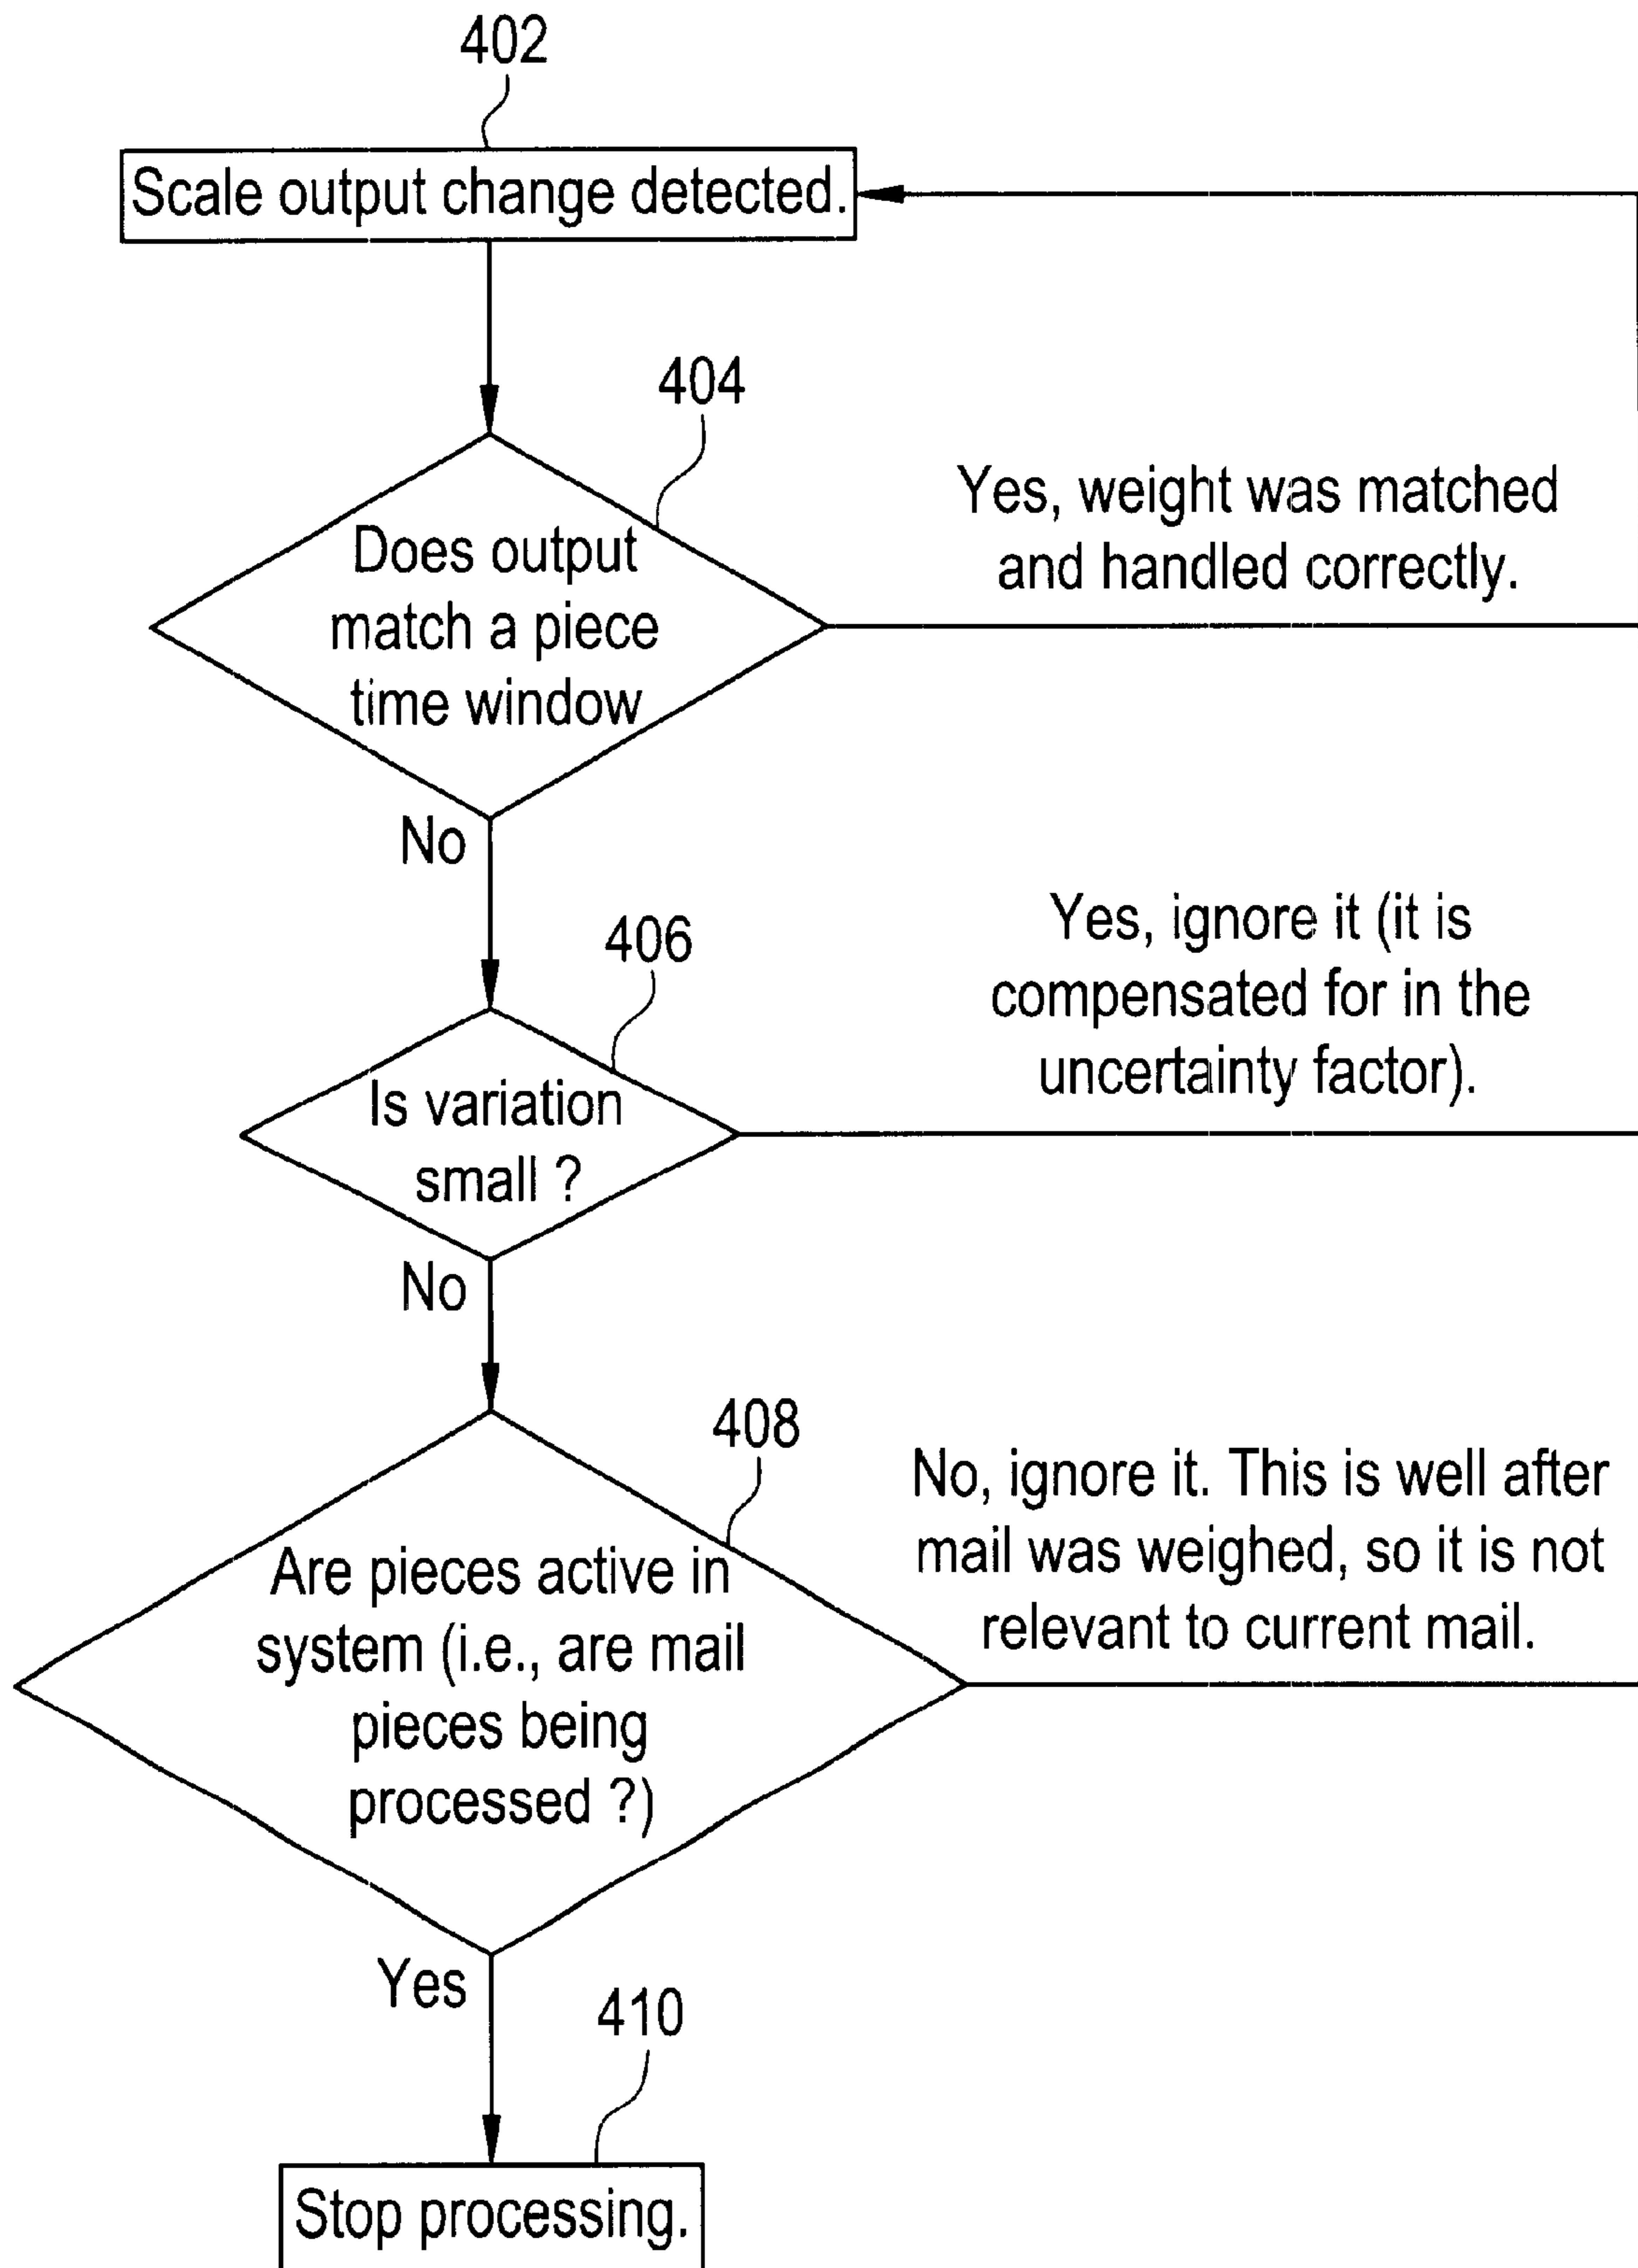 402
Scale output change detected.
404
Does output
match a piece
time window
Yes, weight was matched
and handled correctly.
No
406
Is variation
small ?
Yes, ignore it (it is
compensated for in the
uncertainty factor).
No
408
Are pieces active in
system (i.e., are mail
pieces being
processed ?)
No, ignore it. This is well after
mail was weighed, so it is not
relevant to current mail.
Yes
410
Stop processing.